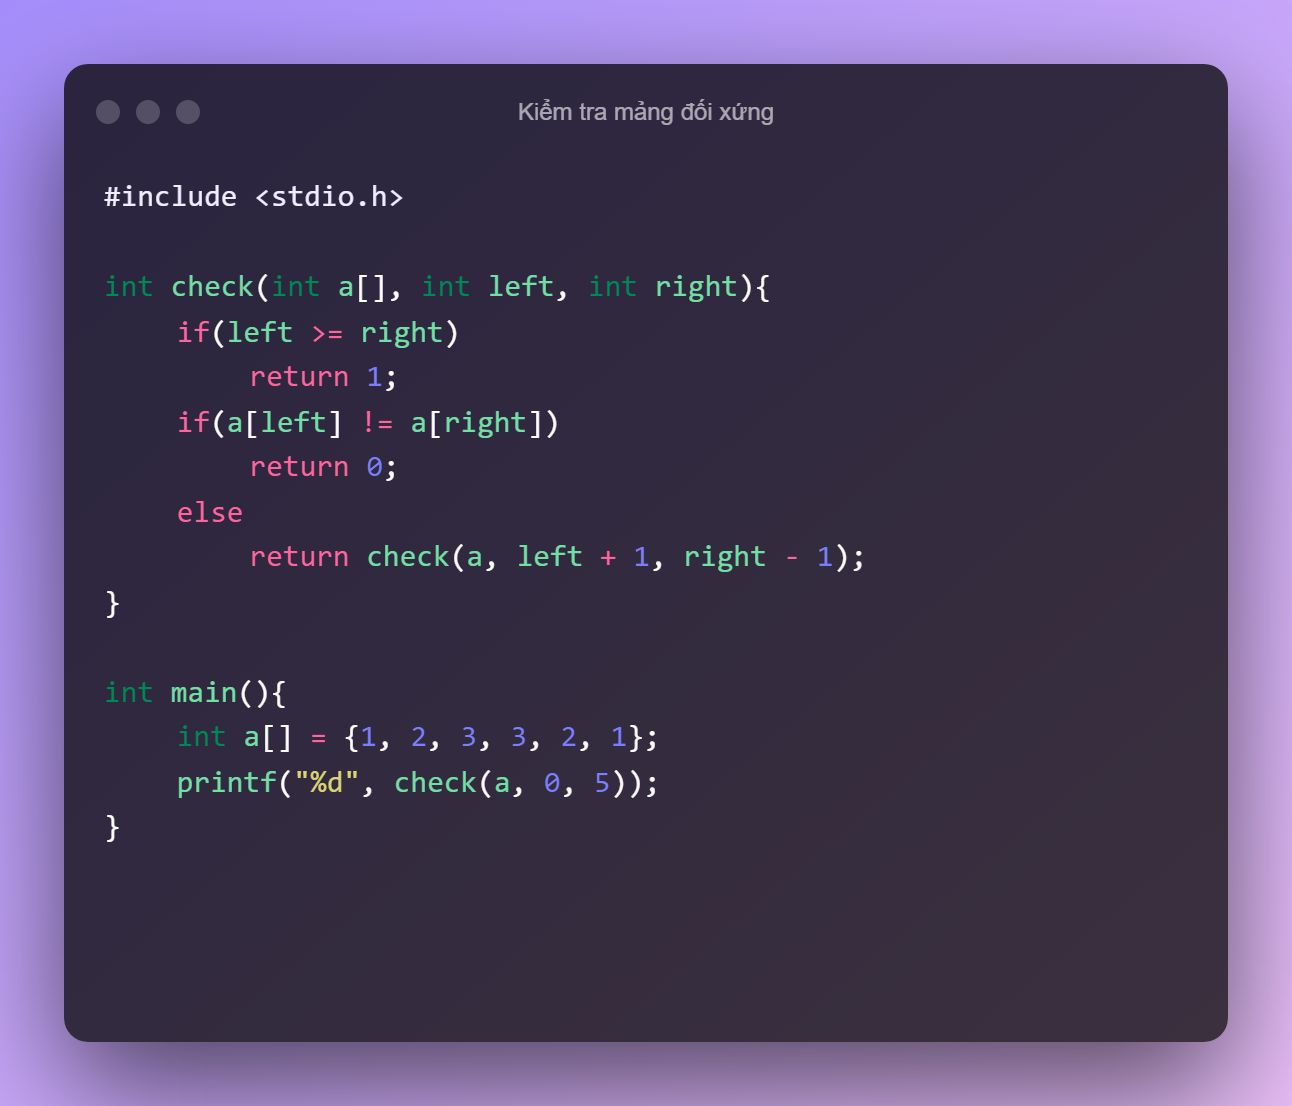 Kiểm tra mảng đối xứng
#include <stdio.h>
int check(int a[], int left, int right){
if(left >= right)
return 1;
if(a[left] != a[right])
return 0;
else
return check(a, left + 1, right - 1);
}
int main(){
int a[] = {1, 2, 3, 3, 2, 1};
printf("%d", check(a, 0, 5));
}